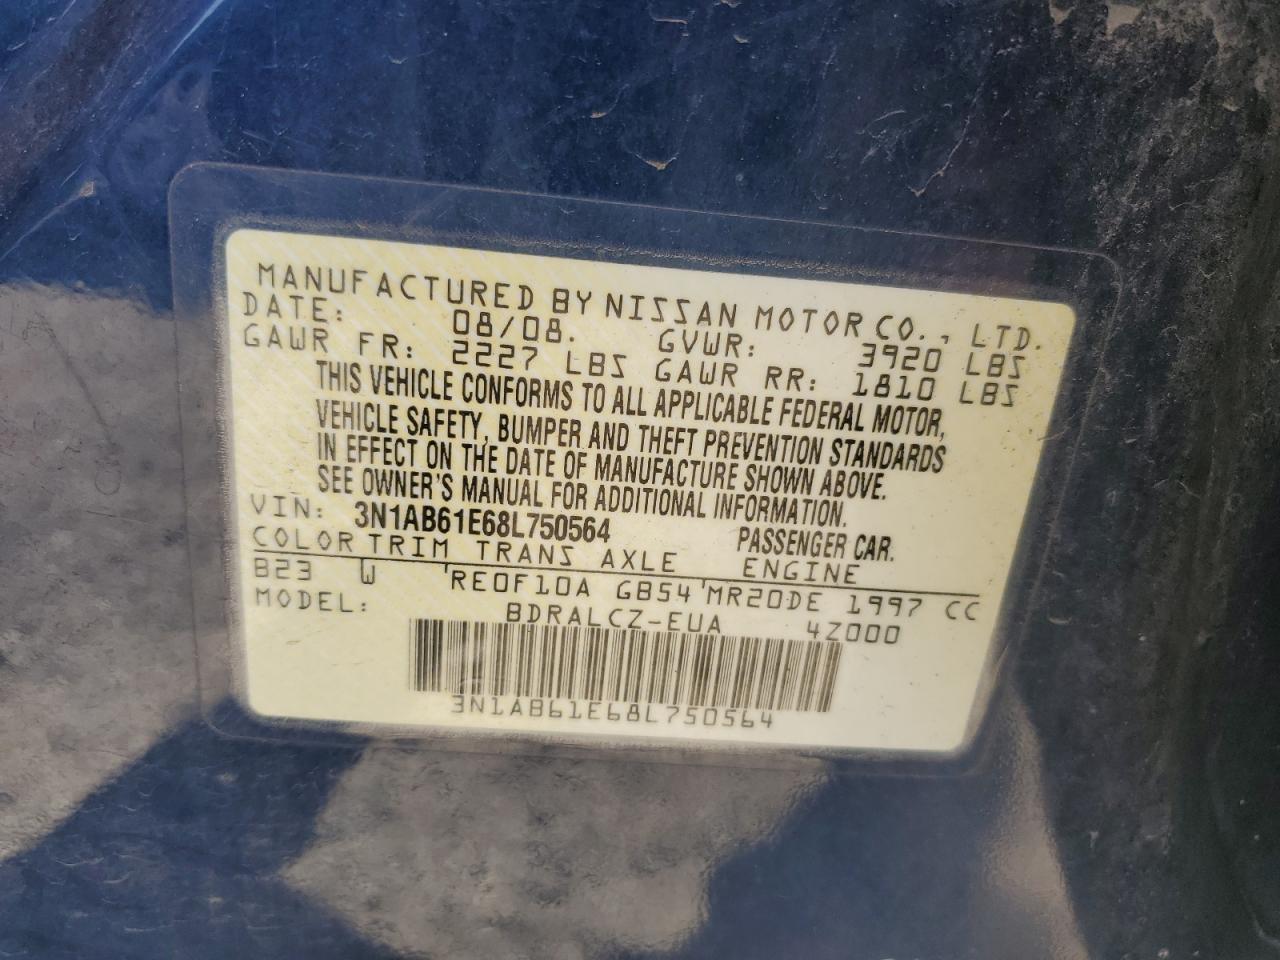 MANUFACTURED BY NISSAN MOTOR CO., LTD.
DATE: 08/08. GVWR: 3920 LBS
GAWR FR: 2227 LBS GAWR RR: 1810 LBS
THIS VEHICLE CONFORMS TO ALL APPLICABLE FEDERAL MOTOR,
VEHICLE SAFETY, BUMPER AND THEFT PREVENTION STANDARDS
IN EFFECT ON THE DATE OF MANUFACTURE SHOWN ABOVE.
SEE OWNER'S MANUAL FOR ADDITIONAL INFORMATION.
VIN: 3N1AB61E68L750564 PASSENGER CAR.
COLOR TRIM TRANS AXLE ENGINE
B23 W 'RE0F10A GB54'MR20DE 1997 CC
MODEL: BDRALCZ-EUA 4Z000
3N1AB61E68L750564